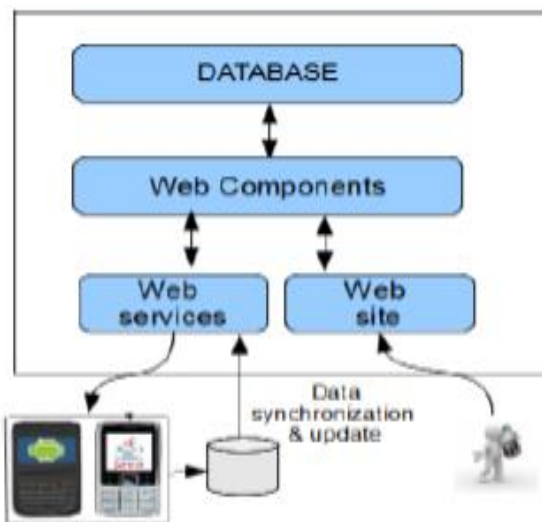 DATABASE
Web Components
Web
services
Web
site
Data
synchronization
& update